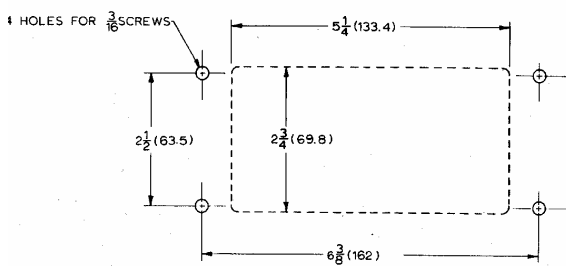 4 HOLES FOR 3/16 SCREWS
5 1/4 (133.4)
2 1/2 (63.5)
2 3/4 (69.8)
6 3/8 (162)